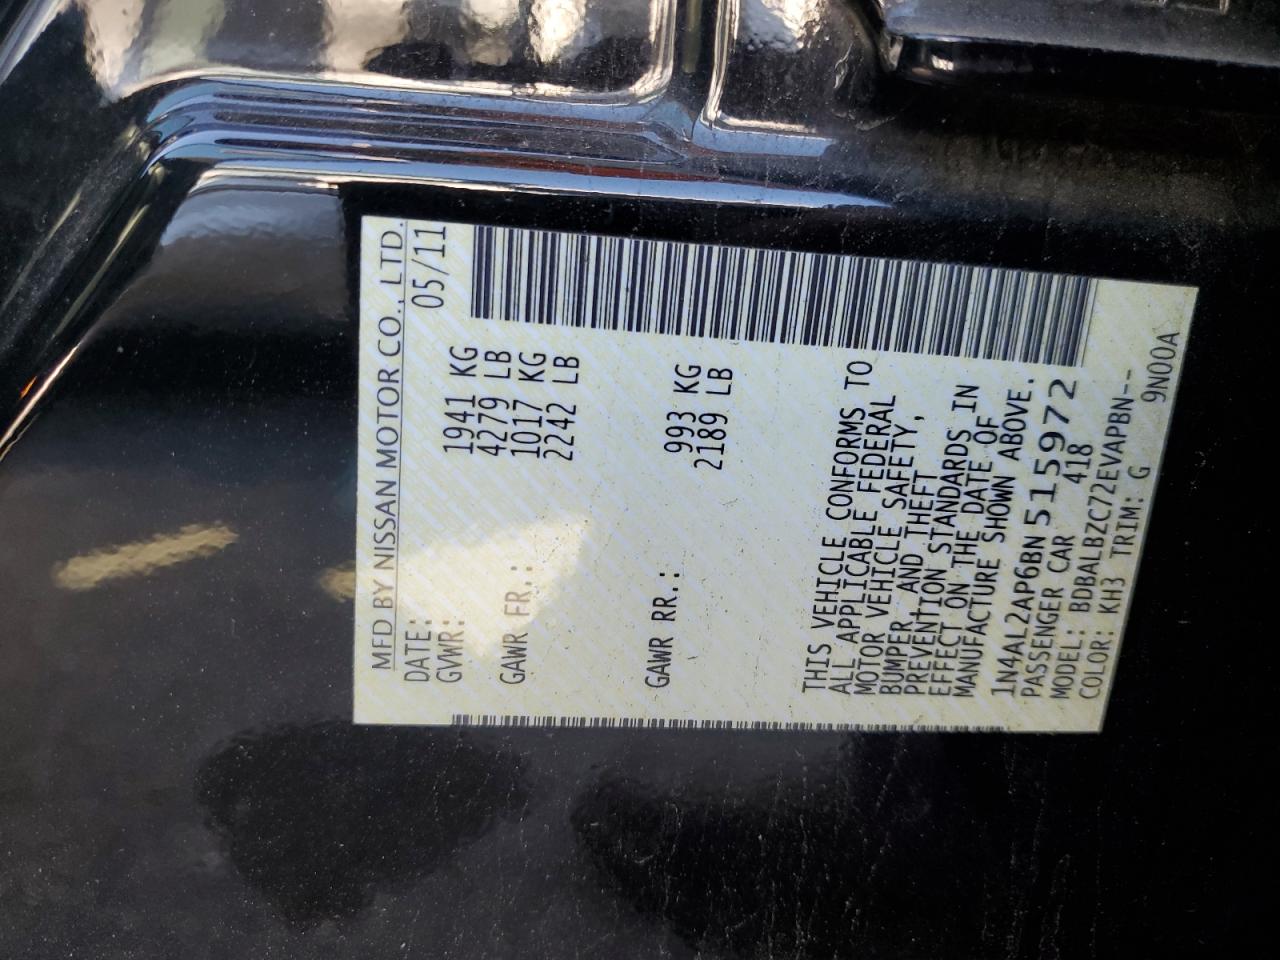 MFD BY NISSAN MOTOR CO., LTD.
DATE: 05/11
GVWR: 1941 KG
4279 LB
GAWR FR.: 1017 KG
2242 LB
GAWR RR.: 993 KG
2189 LB
THIS VEHICLE CONFORMS TO
ALL APPLICABLE FEDERAL
MOTOR VEHICLE SAFETY,
BUMPER AND THEFT
PREVENTION STANDARDS IN
EFFECT ON THE DATE OF
MANUFACTURE SHOWN ABOVE.
1N4AL2AP6BN515972
PASSENGER CAR 418
MODEL: BDBALBZC72EVAPBN--
COLOR: KH3 TRIM: G 9N00A